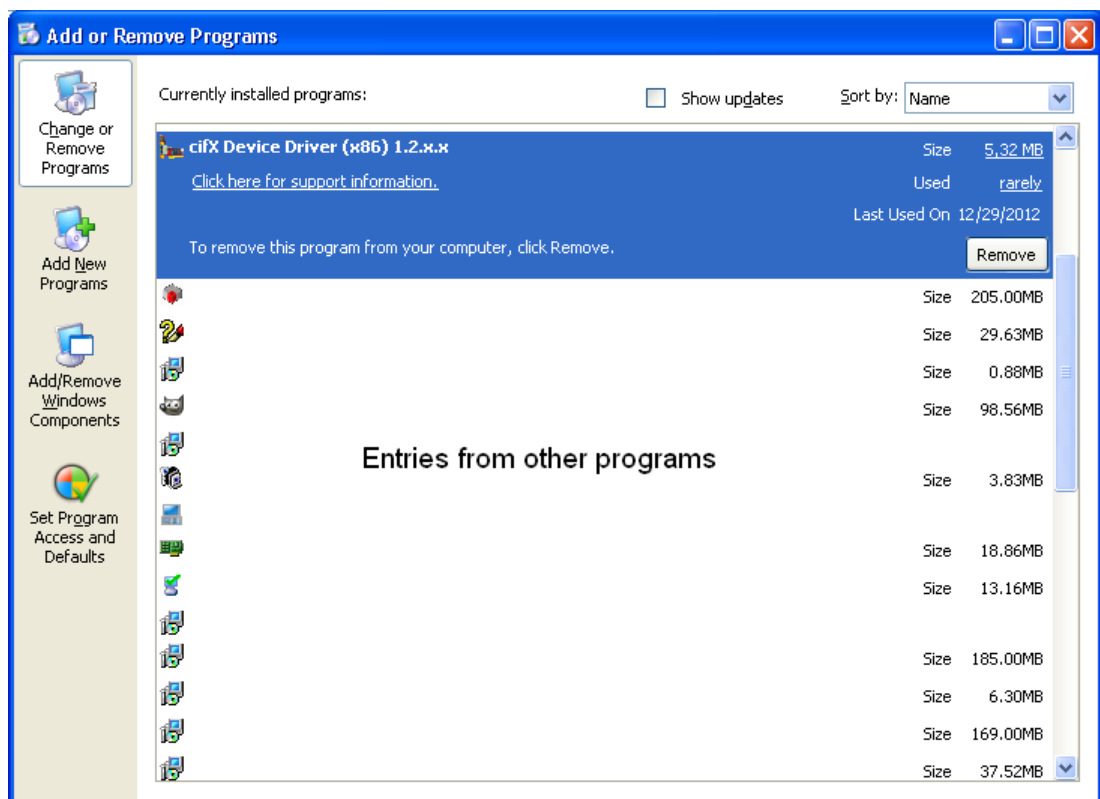 Add or Remove Programs
Change or
Remove
Programs
Add New
Programs
Add/Remove
Windows
Components
Set Program
Access and
Defaults
Currently installed programs:
Show updates
Sort by: Name
cifX Device Driver (x86) 1.2.x.x
Size 5,32 MB
Click here for support information.
Used rarely
Last Used On 12/29/2012
To remove this program from your computer, click Remove.
Remove
Size 205.00MB
Size 29.63MB
Size 0.88MB
Size 98.56MB
Entries from other programs
Size 3.83MB
Size 18.86MB
Size 13.16MB
Size 185.00MB
Size 6.30MB
Size 169.00MB
Size 37.52MB